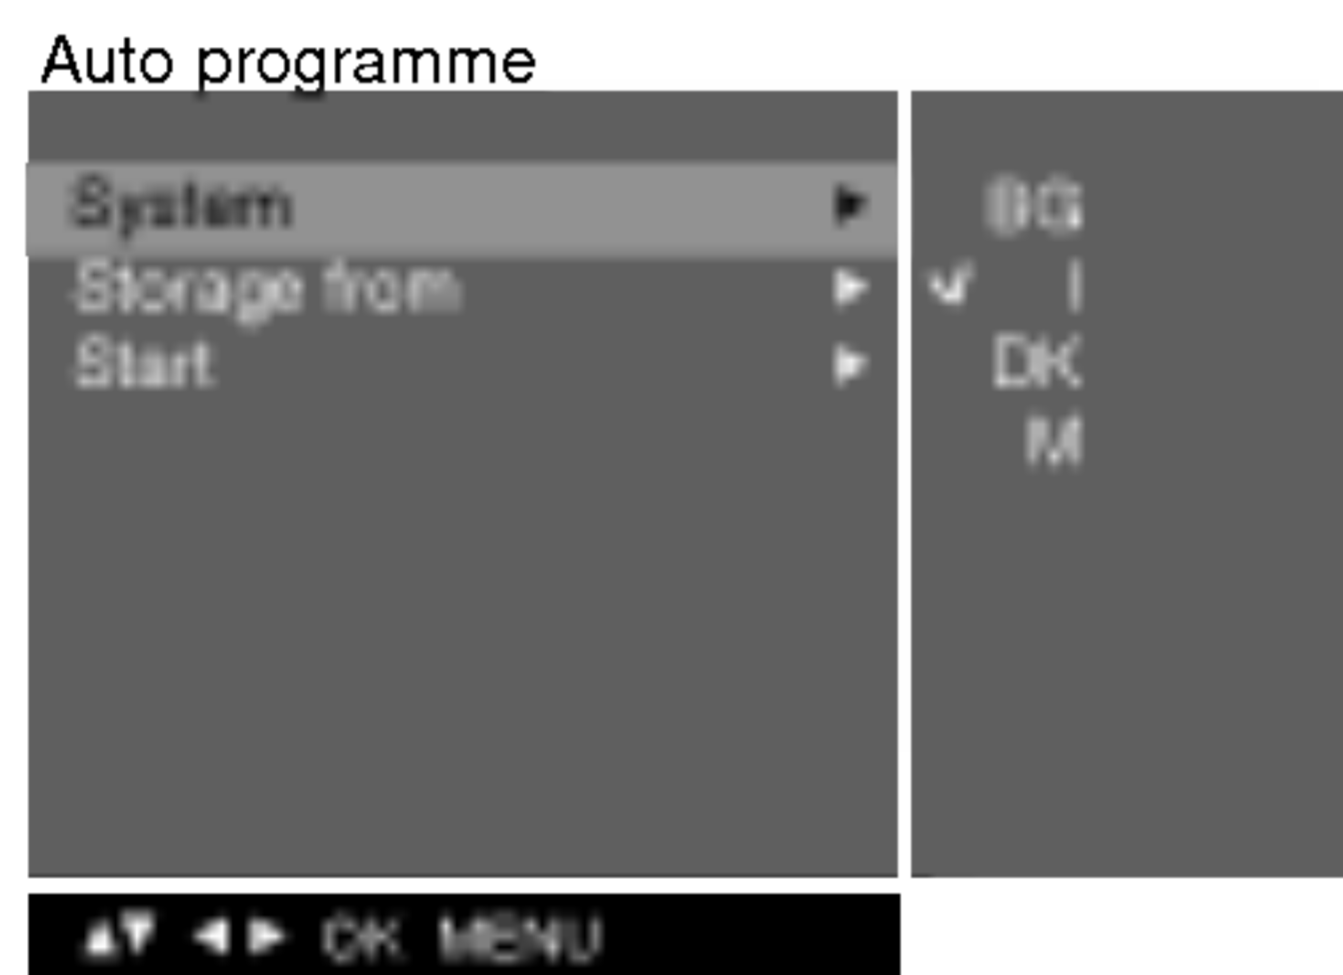 Auto programme
System ►
Storage from ►
Start ►
BG
✓ I
DK
M
▲▼ ◄► OK MENU